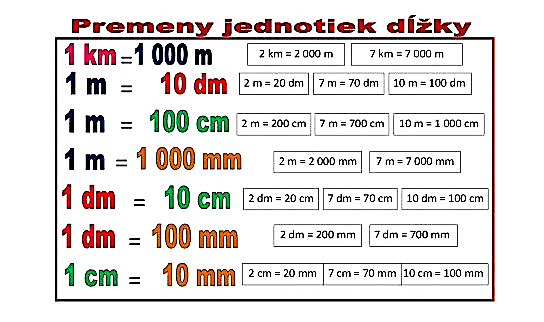 Premeny jednotiek dĺžky
1 km = 1 000 m 2 km = 2 000 m 7 km = 7 000 m
1 m = 10 dm 2 m = 20 dm 7 m = 70 dm 10 m = 100 dm
1 m = 100 cm 2 m = 200 cm 7 m = 700 cm 10 m = 1 000 cm
1 m = 1 000 mm 2 m = 2 000 mm 7 m = 7 000 mm
1 dm = 10 cm 2 dm = 20 cm 7 dm = 70 cm 10 dm = 100 cm
1 dm = 100 mm 2 dm = 200 mm 7 dm = 700 mm
1 cm = 10 mm 2 cm = 20 mm 7 cm = 70 mm 10 cm = 100 mm